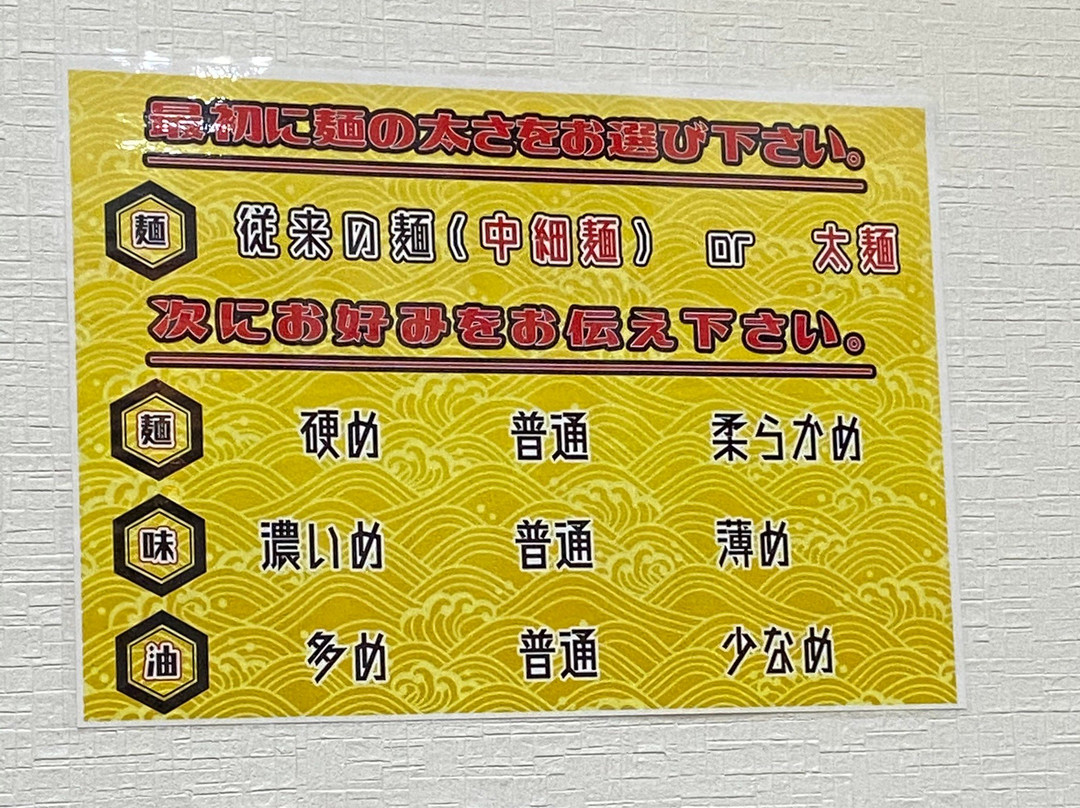 最初に麺の太さをお選び下さい。
麺 従来の麺(中細麺) or 太麺
次にお好みをお伝え下さい。
麺 硬め 普通 柔らかめ
味 濃いめ 普通 薄め
油 多め 普通 少なめ